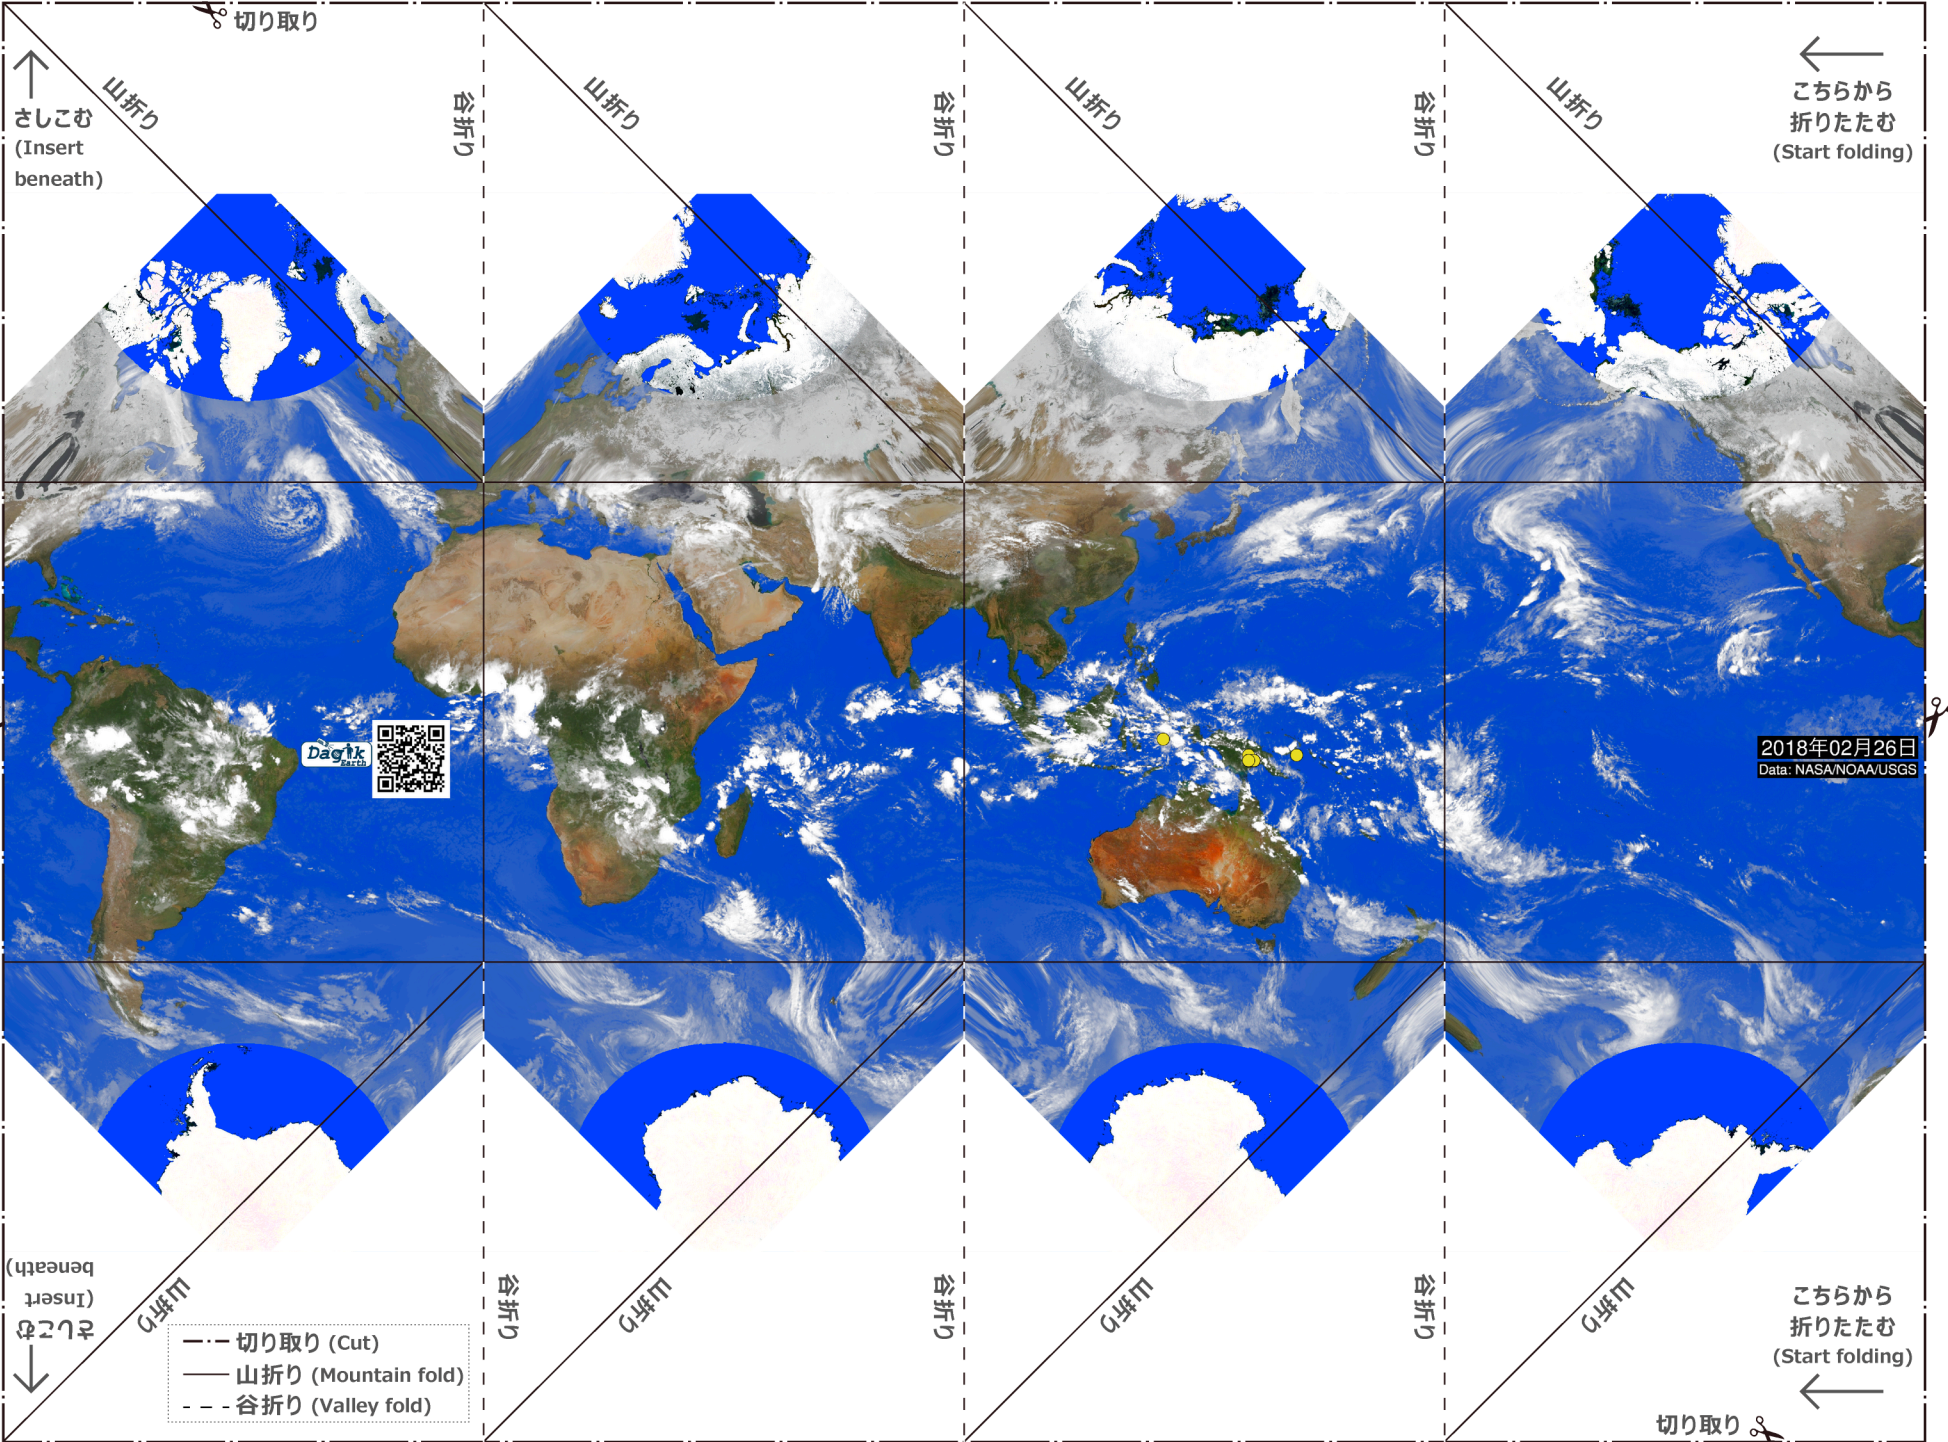 切り取り
さしこむ
(Insert
beneath)
山折り
谷折り
山折り
谷折り
山折り
谷折り
山折り
こちらから
折りたたむ
(Start folding)
Dagik
Earth
2018年02月26日
Data: NASA/NOAA/USGS
さしこむ
(Insert
beneath)
山折り
谷折り
山折り
谷折り
山折り
谷折り
山折り
こちらから
折りたたむ
(Start folding)
切り取り (Cut)
山折り (Mountain fold)
谷折り (Valley fold)
切り取り